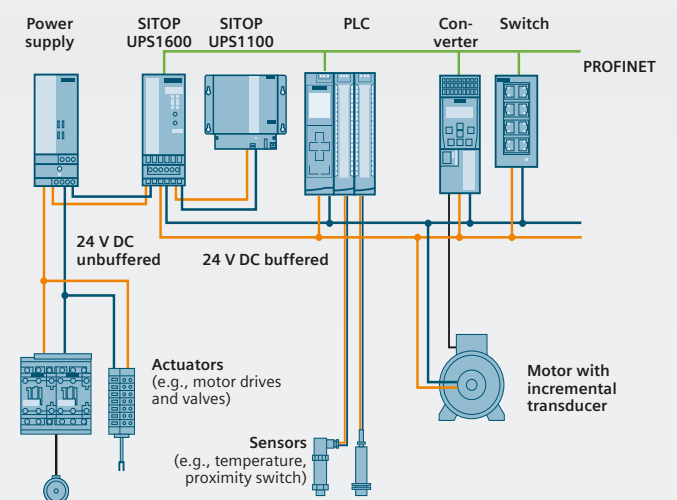 Power
supply
SITOP
UPS1600
SITOP
UPS1100
PLC
Con-
verter
Switch
PROFINET
24 V DC
unbuffered
24 V DC buffered
Actuators
(e.g., motor drives
and valves)
Motor with
incremental
transducer
Sensors
(e.g., temperature,
proximity switch)